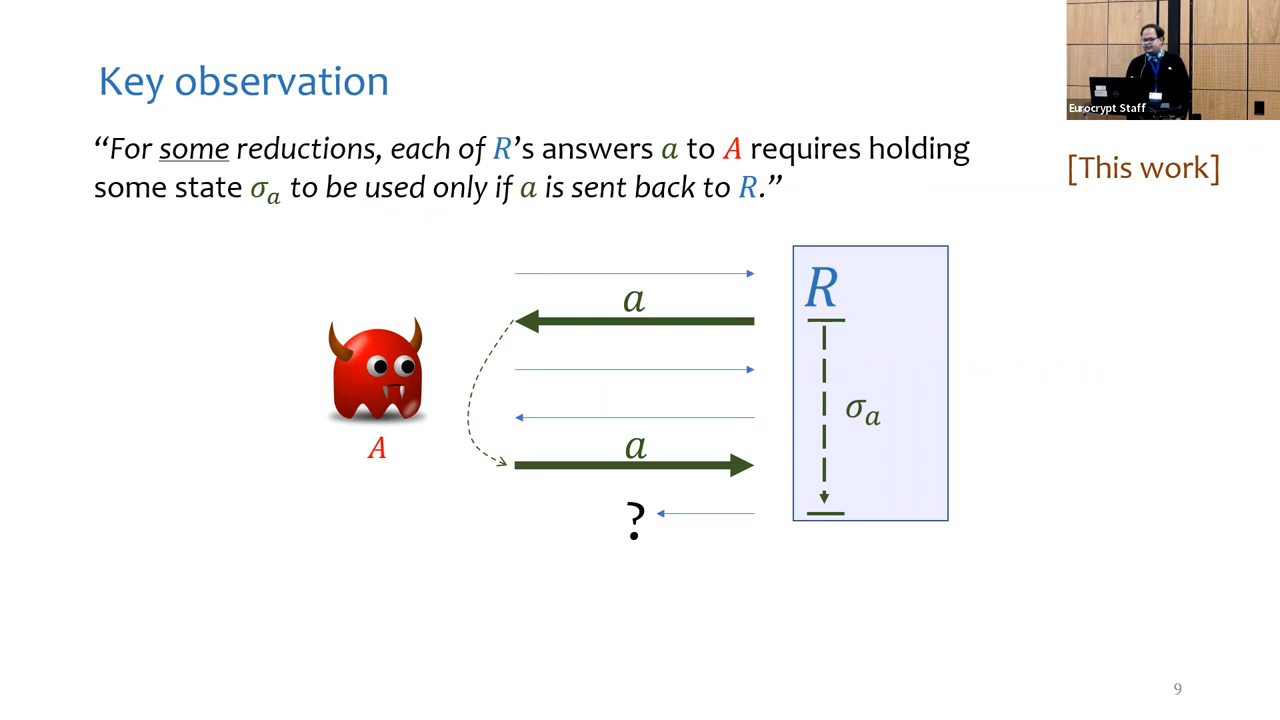 Key observation
Eurocrypt Staff
“For some reductions, each of R’s answers a to A requires holding
some state σₐ to be used only if a is sent back to R.”
[This work]
R
a
σₐ
a
A
?
9